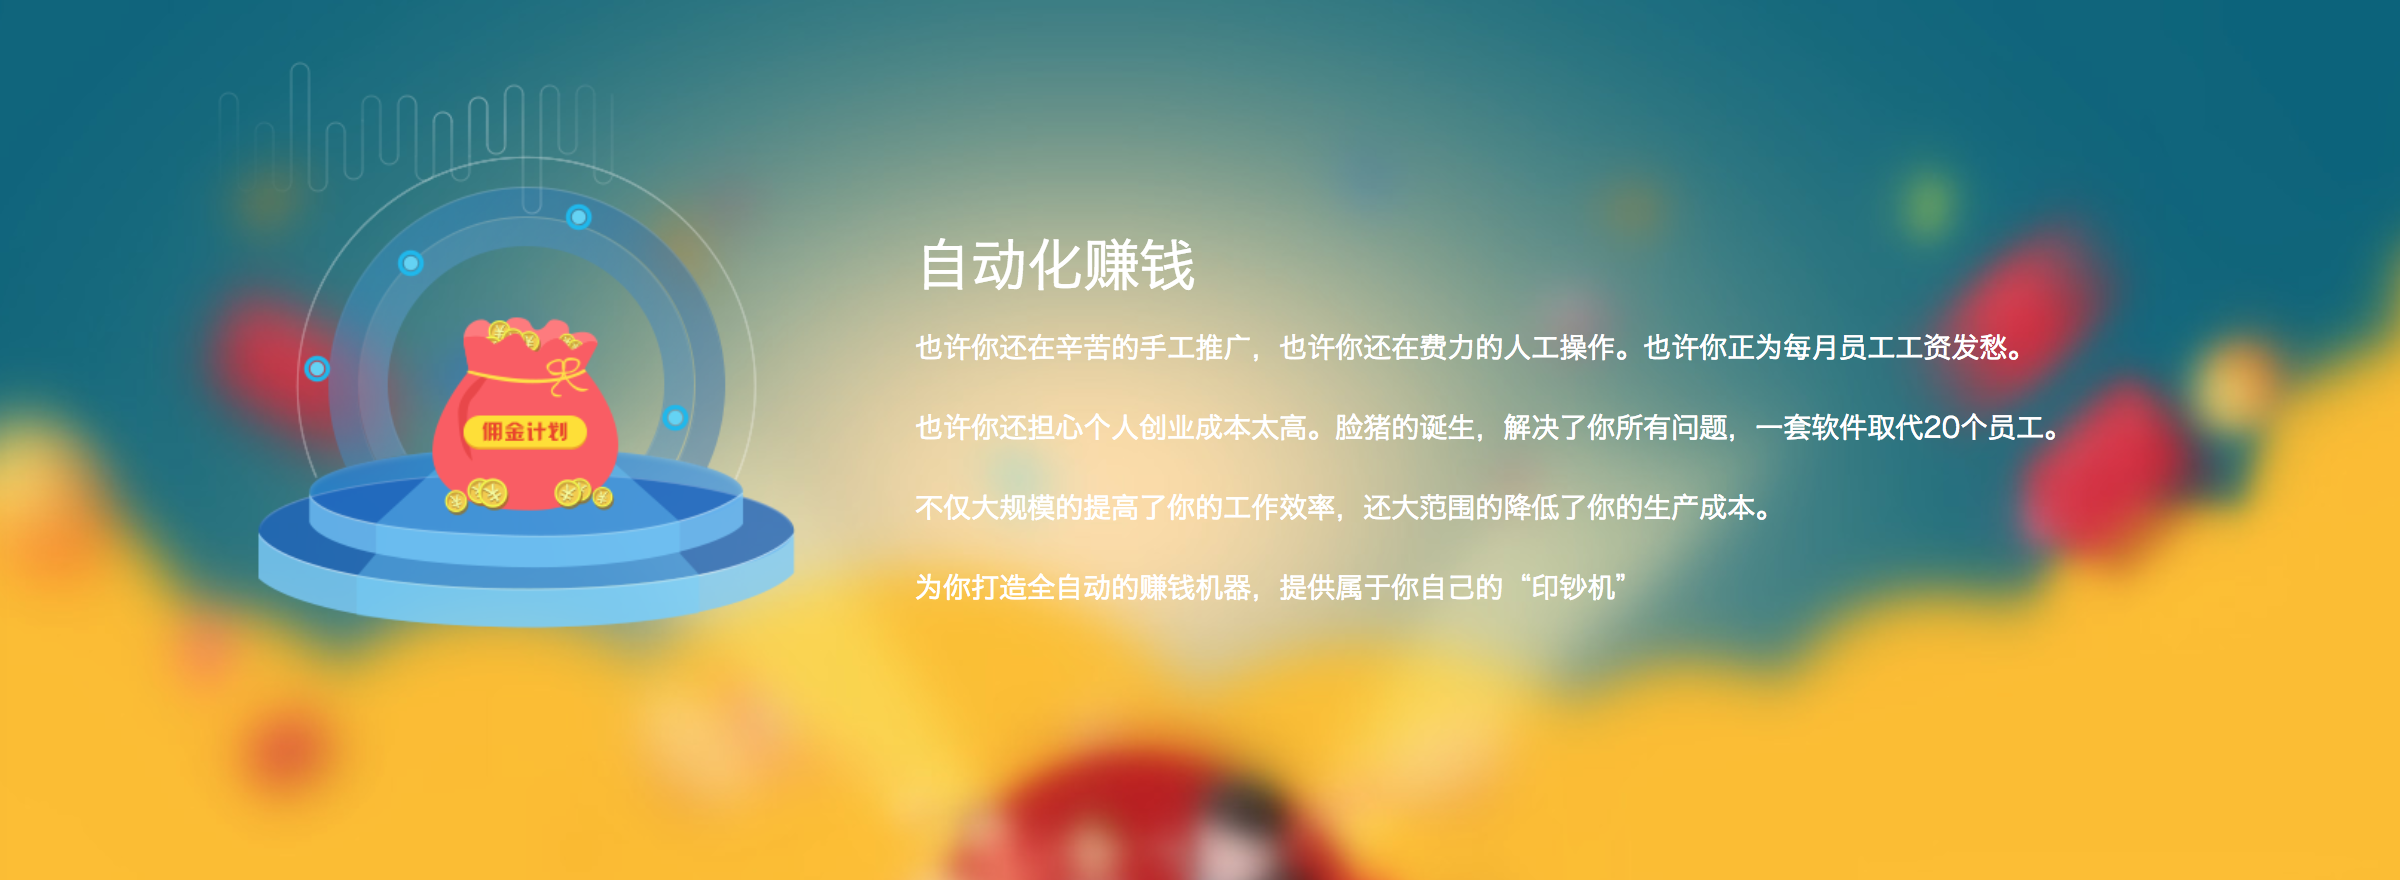 自动化赚钱
也许你还在辛苦的手工推广，也许你还在费力的人工操作。也许你正为每月员工工资发愁。
也许你还担心个人创业成本太高。脸猪的诞生，解决了你所有问题，一套软件取代20个员工。
佣金计划
不仅大规模的提高了你的工作效率，还大范围的降低了你的生产成本。
为你打造全自动的赚钱机器，提供属于你自己的“印钞机”